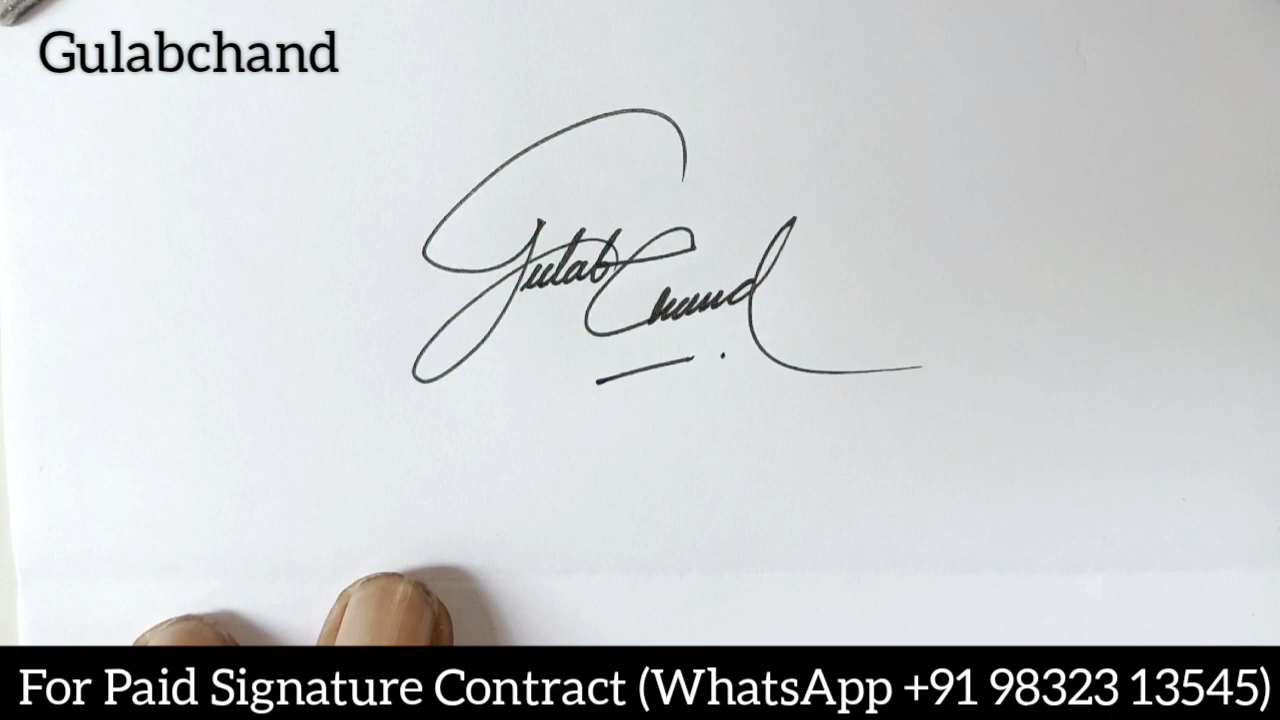 Gulabchand
Gulab Chand
For Paid Signature Contract (WhatsApp +91 98323 13545)